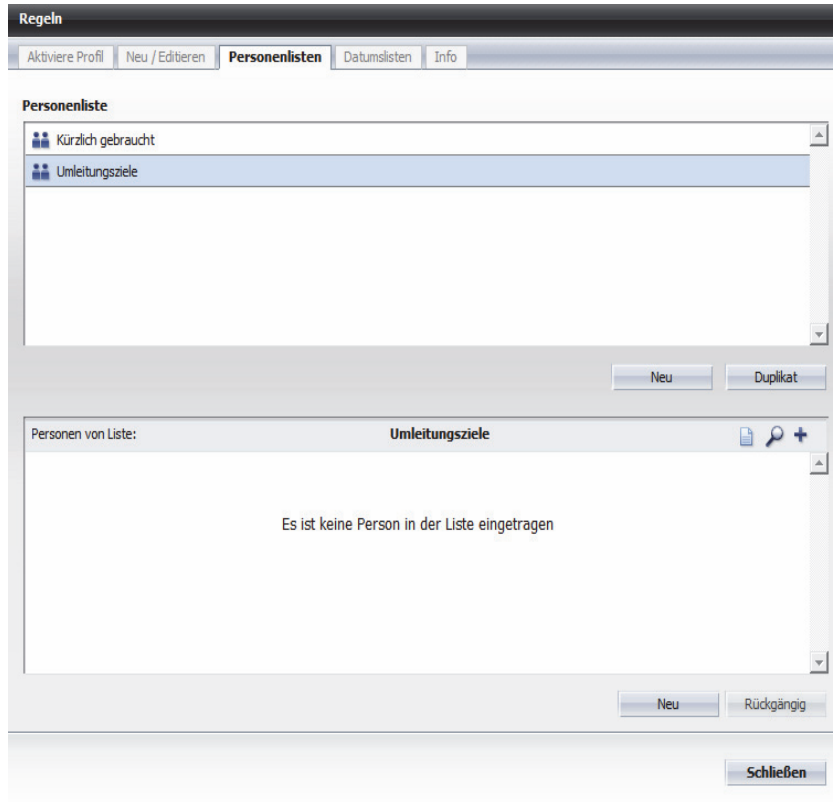 Regeln
Aktiviere Profil Neu / Editieren Personenlisten Datumslisten Info
Personenliste
Kürzlich gebraucht
Umleitungsziele
Neu Duplikat
Personen von Liste: Umleitungsziele
Es ist keine Person in der Liste eingetragen
Neu Rückgängig
Schließen